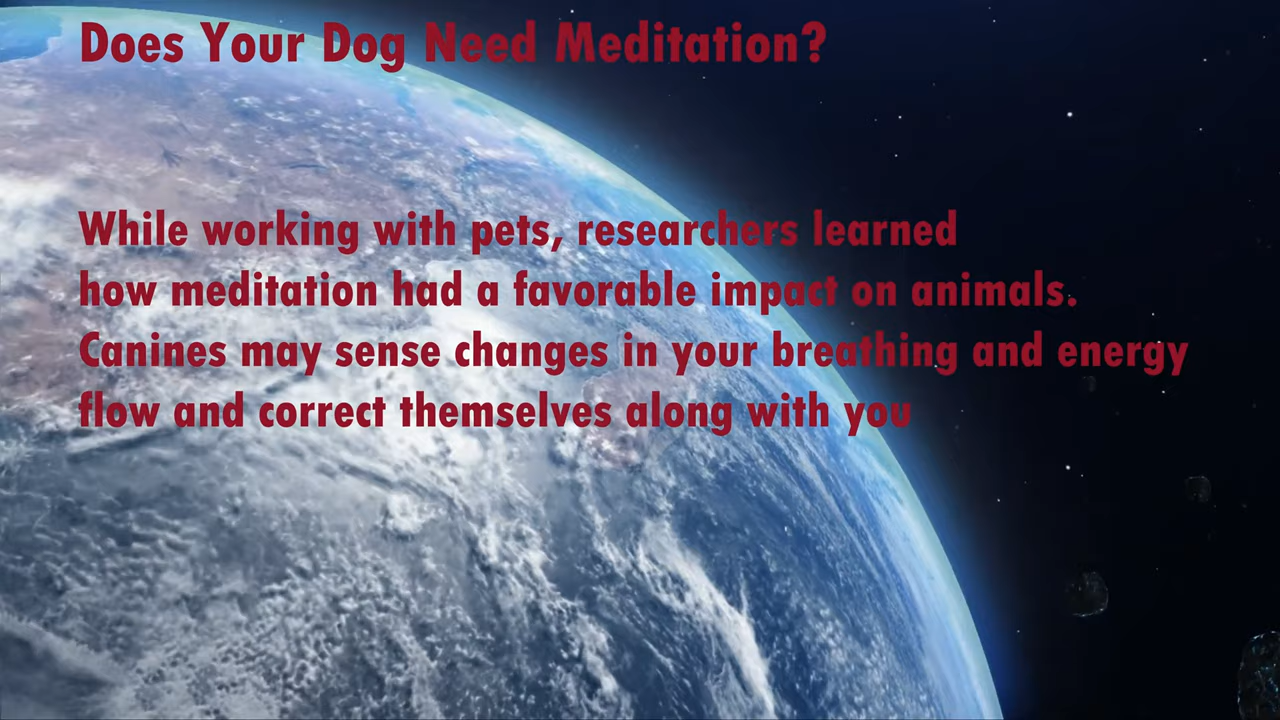 Does Your Dog Need Meditation?
While working with pets, researchers learned
how meditation had a favorable impact on animals.
Canines may sense changes in your breathing and energy
flow and correct themselves along with you